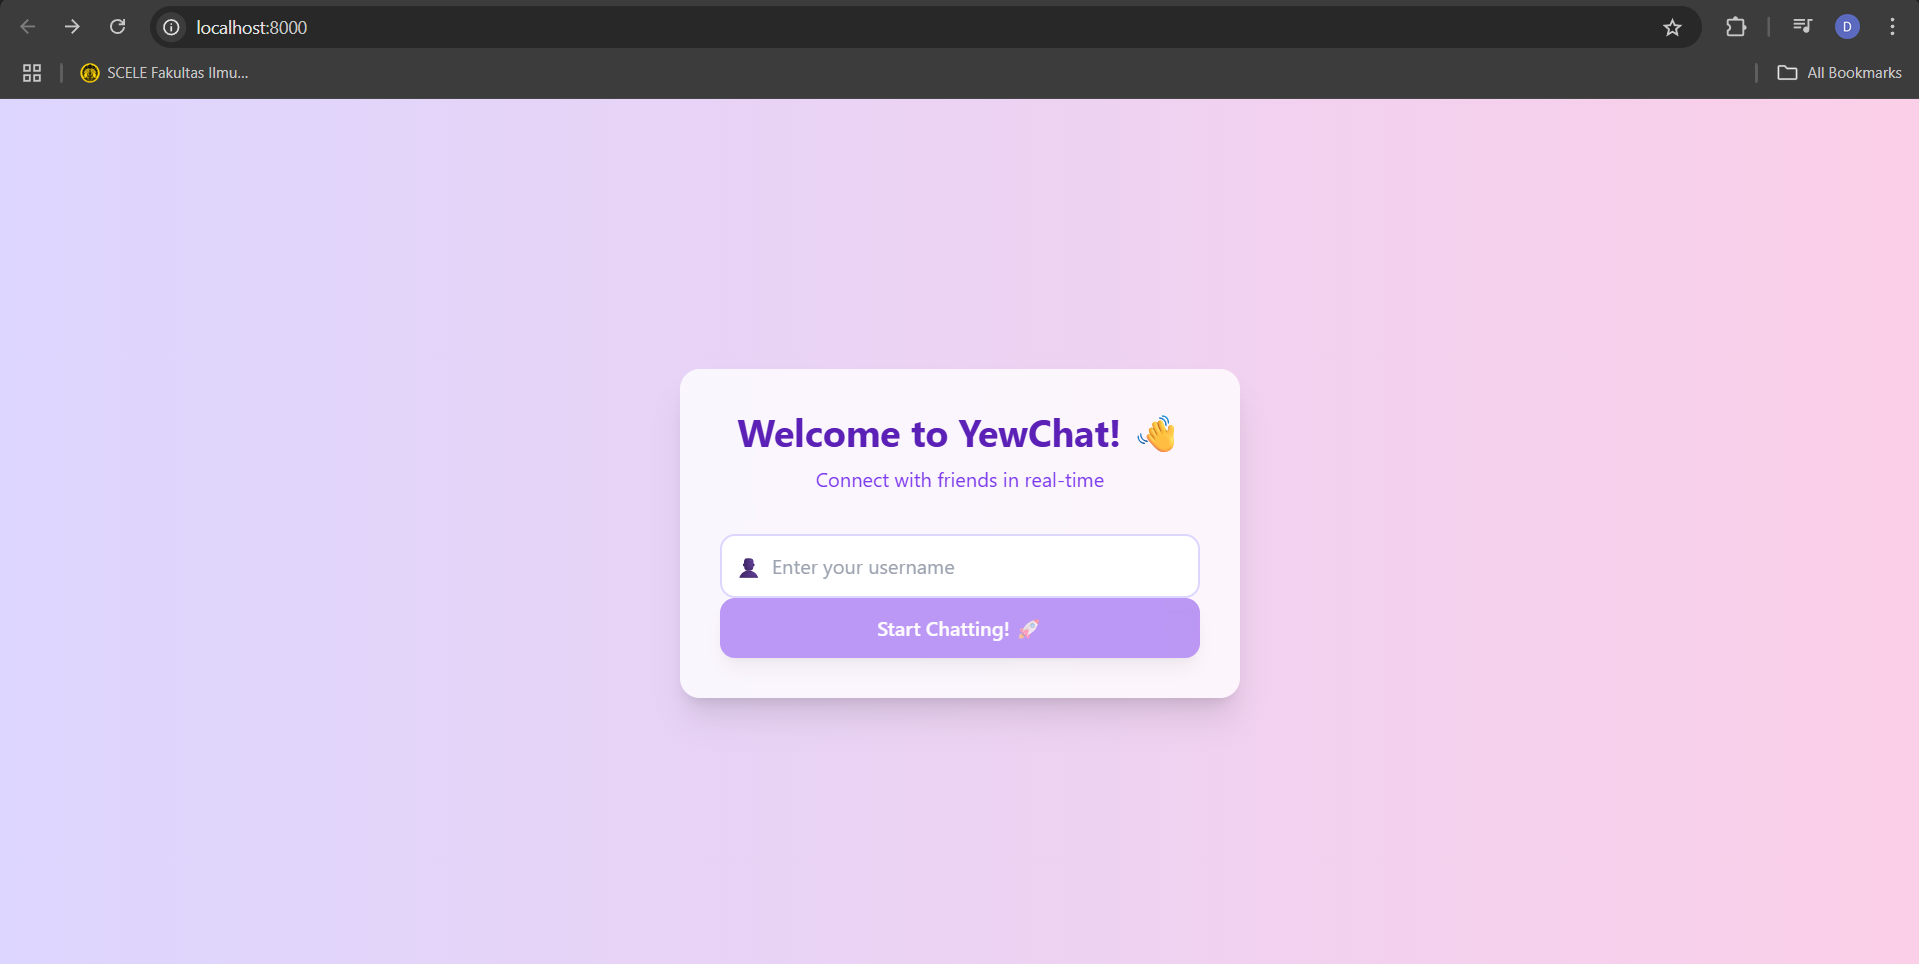 localhost:8000
D
SCELE Fakultas Ilmu...
All Bookmarks
Welcome to YewChat! 👋
Connect with friends in real-time
👤 Enter your username
Start Chatting! 🚀